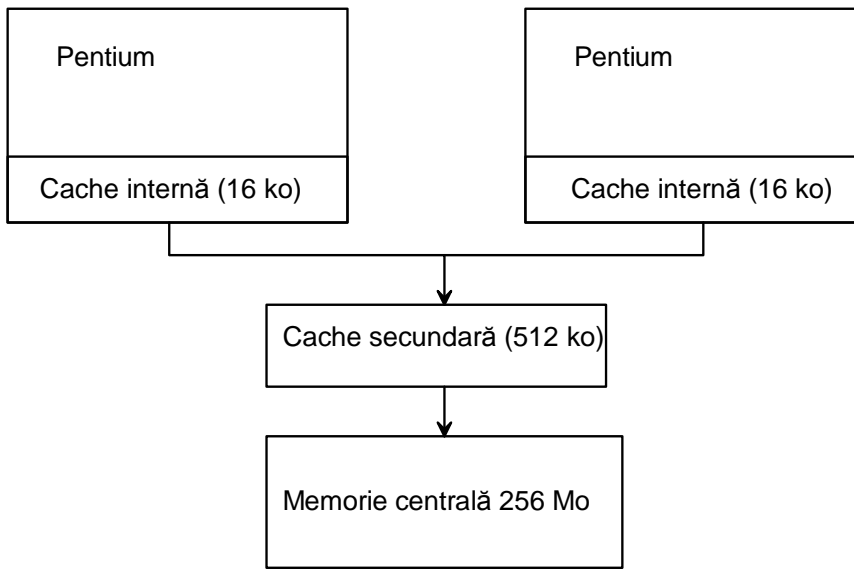 Pentium
Pentium
Cache internă (16 ko)
Cache internă (16 ko)
Cache secundară (512 ko)
Memorie centrală 256 Mo